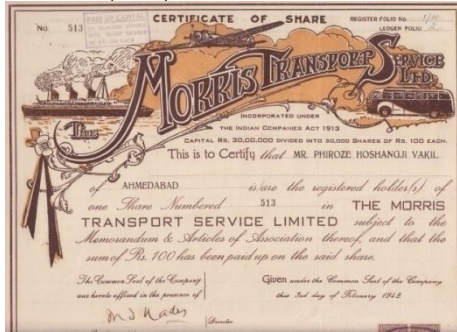 CERTIFICATE OF SHARE
REGISTER FOLIO No. 1/10
LEDGER FOLIO 2
No. 513
PAID UP CAPITAL
The
MORRIS TRANSPORT SERVICE LTD.
INCORPORATED UNDER
THE INDIAN COMPANIES ACT 1913
CAPITAL RS. 30,00,000 DIVIDED INTO 30,000 SHARES OF RS. 100 EACH.
This is to Certify that MR. PHIROZE HOSHANGJI VAKIL
of AHMEDABAD is/are the registered holder(s) of
one Share Numbered 513 in THE MORRIS
TRANSPORT SERVICE LIMITED subject to the
Memorandum & Articles of Association thereof, and that the
sum of Rs. 100 has been paid up on the said share.
The Common Seal of the Company
was hereto affixed in the presence of
Given under the Common Seal of the Company
this 3rd day of February 1942
Director